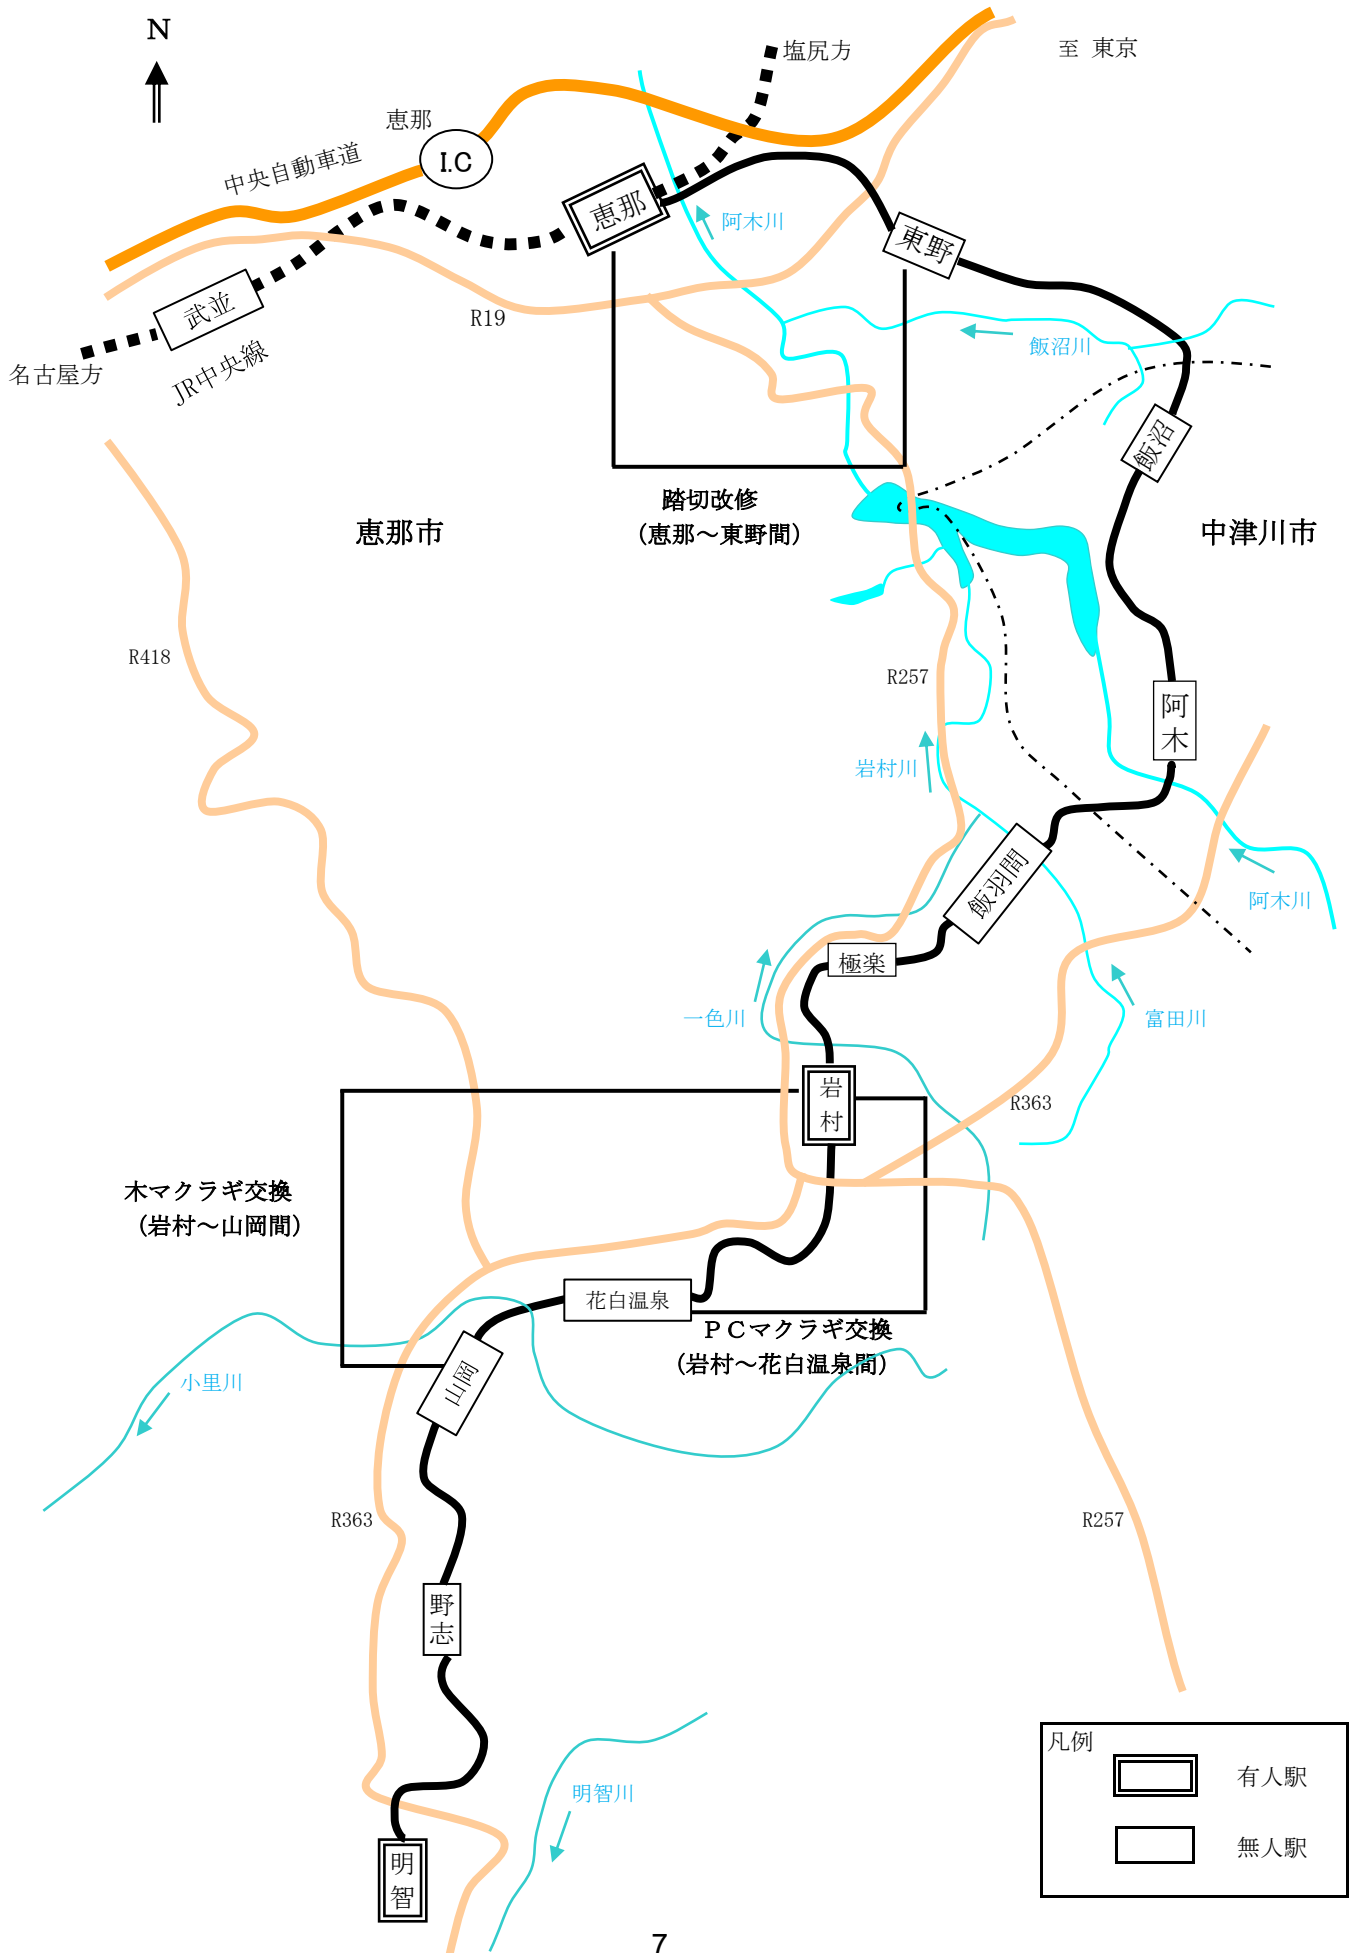 N
塩尻方
至 東京
恵那
I.C
中央自動車道
恵那
阿木川
東野
武並
R19
飯沼川
名古屋方
JR中央線
飯沼
踏切改修
(恵那～東野間)
恵那市
中津川市
R418
R257
阿木
岩村川
飯羽間
阿木川
極楽
一色川
富田川
岩村
R363
木マクラギ交換
(岩村～山岡間)
花白温泉
ＰＣマクラギ交換
(岩村～花白温泉間)
山岡
小里川
R363
R257
野志
明智川
明智
凡例
有人駅
無人駅
7